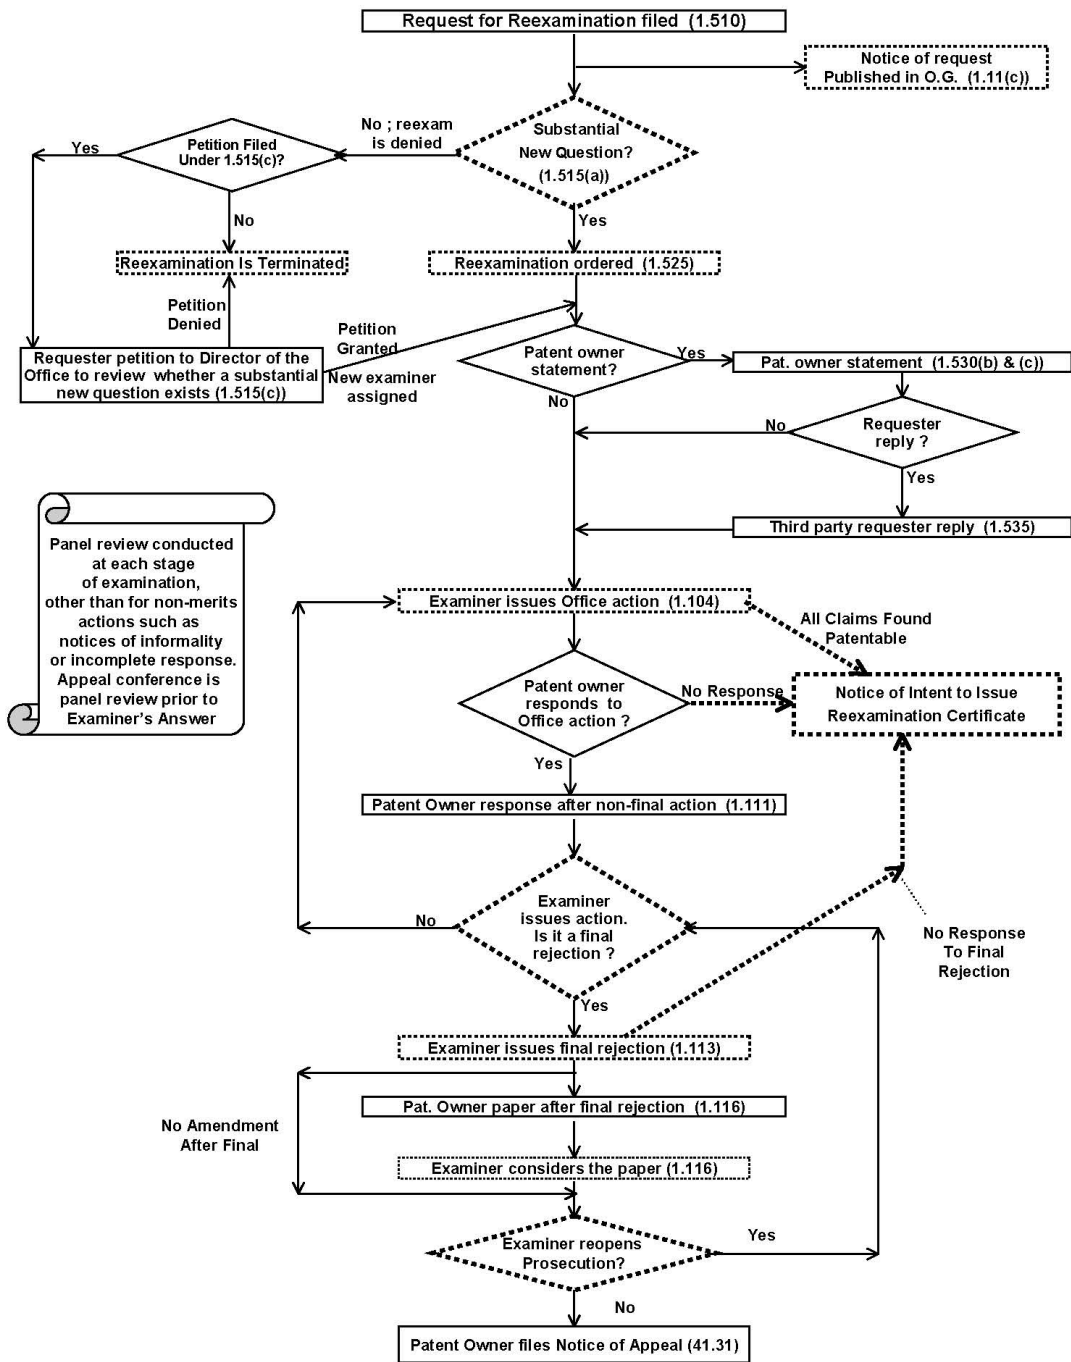 Request for Reexamination filed (1.510)
Notice of request
Published in O.G. (1.11(c))
No ; reexam
is denied
Substantial
New Question?
(1.515(a))
Petition Filed
Under 1.515(c)?
Yes
No
Yes
Reexamination Is Terminated
Reexamination ordered (1.525)
Petition
Denied
Petition
Granted
New examiner
assigned
Requester petition to Director of the
Office to review whether a substantial
new question exists (1.515(c))
Patent owner
statement?
Yes
No
Pat. owner statement (1.530(b) & (c))
Requester
reply ?
No
Yes
Third party requester reply (1.535)
Panel review conducted
at each stage
of examination,
other than for non-merits
actions such as
notices of informality
or incomplete response.
Appeal conference is
panel review prior to
Examiner's Answer
Examiner issues Office action (1.104)
All Claims Found
Patentable
Patent owner
responds to
Office action ?
No Response
Notice of Intent to Issue
Reexamination Certificate
Yes
Patent Owner response after non-final action (1.111)
Examiner
issues action.
Is it a final
rejection ?
No
Yes
No Response
To Final
Rejection
Examiner issues final rejection (1.113)
Pat. Owner paper after final rejection (1.116)
No Amendment
After Final
Examiner considers the paper (1.116)
Examiner reopens
Prosecution?
Yes
No
Patent Owner files Notice of Appeal (41.31)